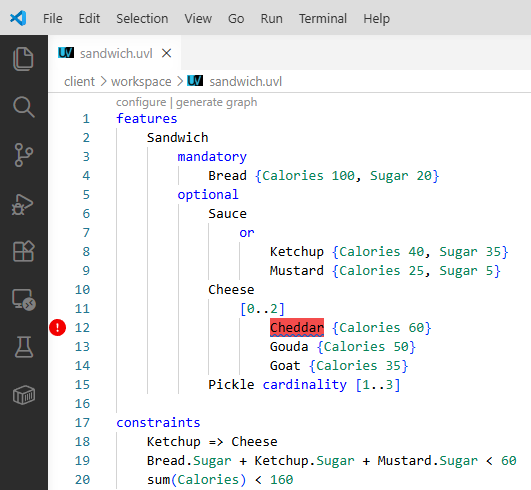 File Edit Selection View Go Run Terminal Help
sandwich.uvl
client > workspace > sandwich.uvl
configure | generate graph
1 features
2 Sandwich
3 mandatory
4 Bread {Calories 100, Sugar 20}
5 optional
6 Sauce
7 or
8 Ketchup {Calories 40, Sugar 35}
9 Mustard {Calories 25, Sugar 5}
10 Cheese
11 [0..2]
12 Cheddar {Calories 60}
13 Gouda {Calories 50}
14 Goat {Calories 35}
15 Pickle cardinality [1..3]
16
17 constraints
18 Ketchup => Cheese
19 Bread.Sugar + Ketchup.Sugar + Mustard.Sugar < 60
20 sum(Calories) < 160